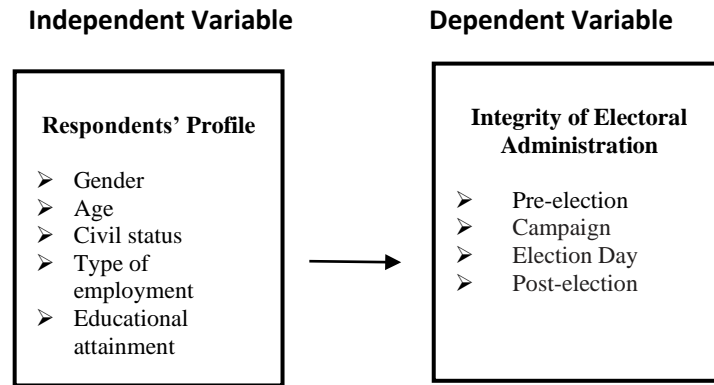 Independent Variable
Dependent Variable
Respondents’ Profile
➢ Gender
➢ Age
➢ Civil status
➢ Type of
employment
➢ Educational
attainment
Integrity of Electoral
Administration
➢ Pre-election
➢ Campaign
➢ Election Day
➢ Post-election